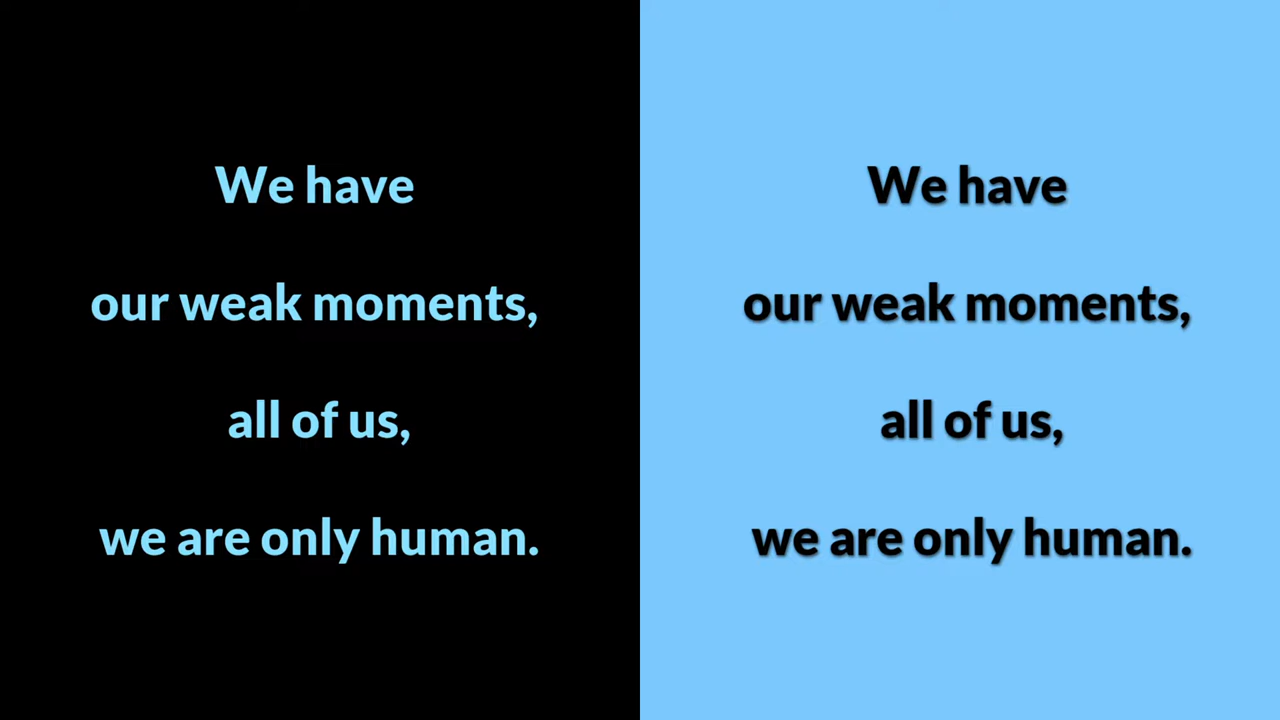 We have
our weak moments,
all of us,
we are only human.
We have
our weak moments,
all of us,
we are only human.